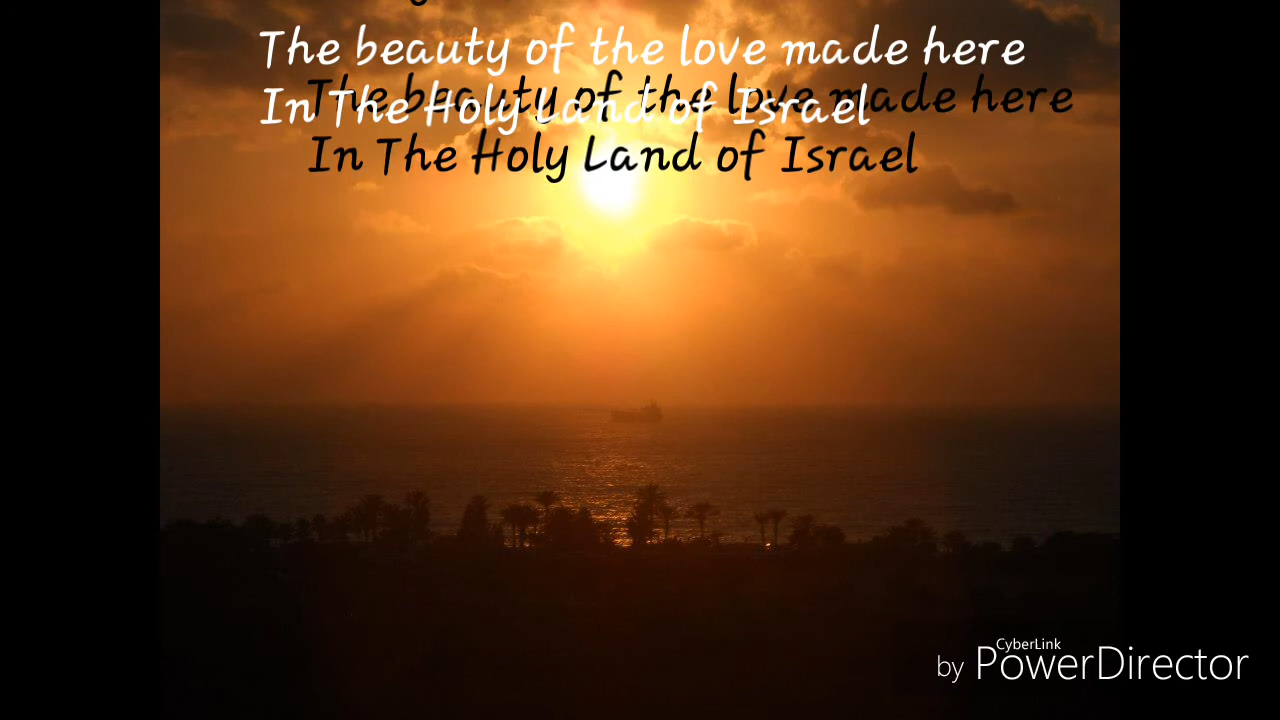 The beauty of the love made here
In The Holy Land of Israel
The beauty of the love made here
In The Holy Land of Israel
CyberLink
by PowerDirector